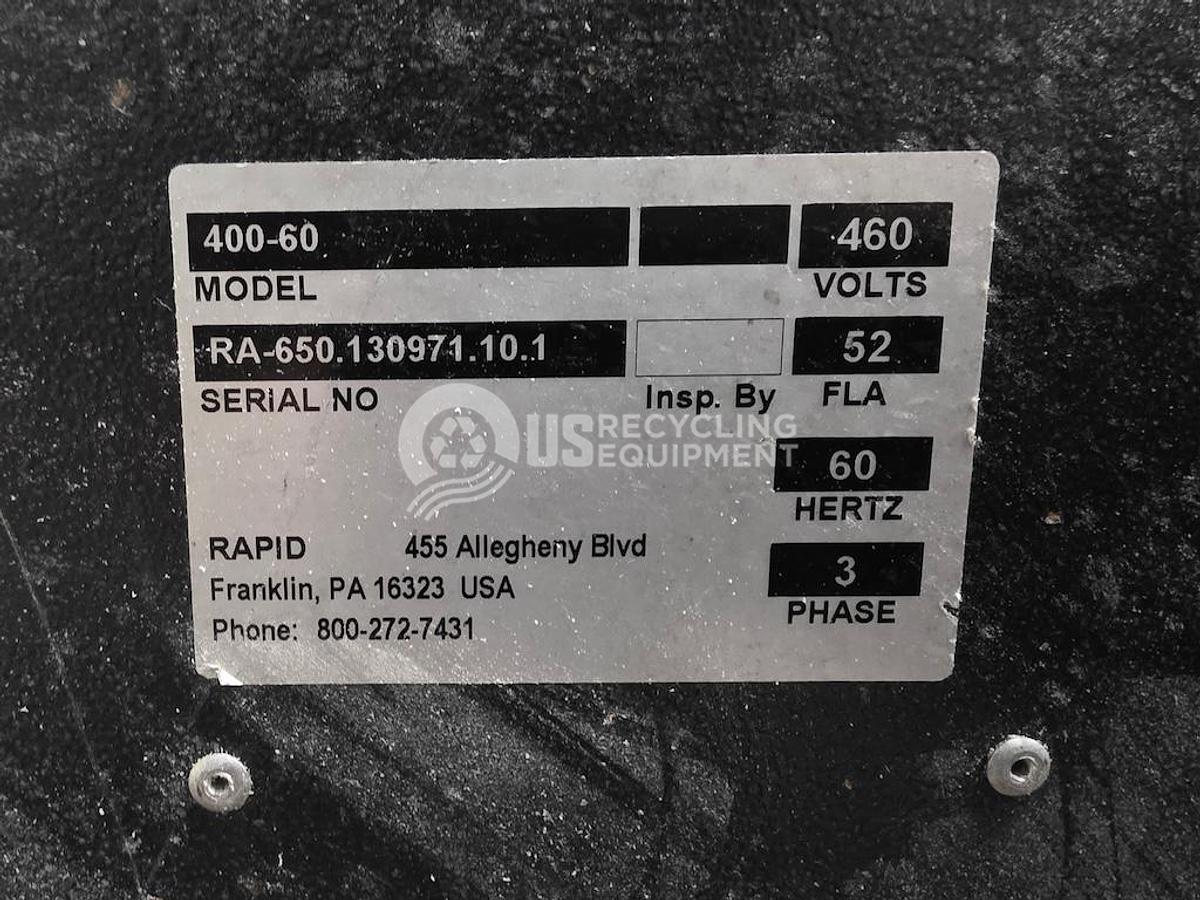 400-60
MODEL
460
VOLTS
RA-650.130971.10.1
SERIAL NO
Insp. By
52
FLA
US RECYCLING
EQUIPMENT
60
HERTZ
RAPID 455 Allegheny Blvd
Franklin, PA 16323 USA
Phone: 800-272-7431
3
PHASE